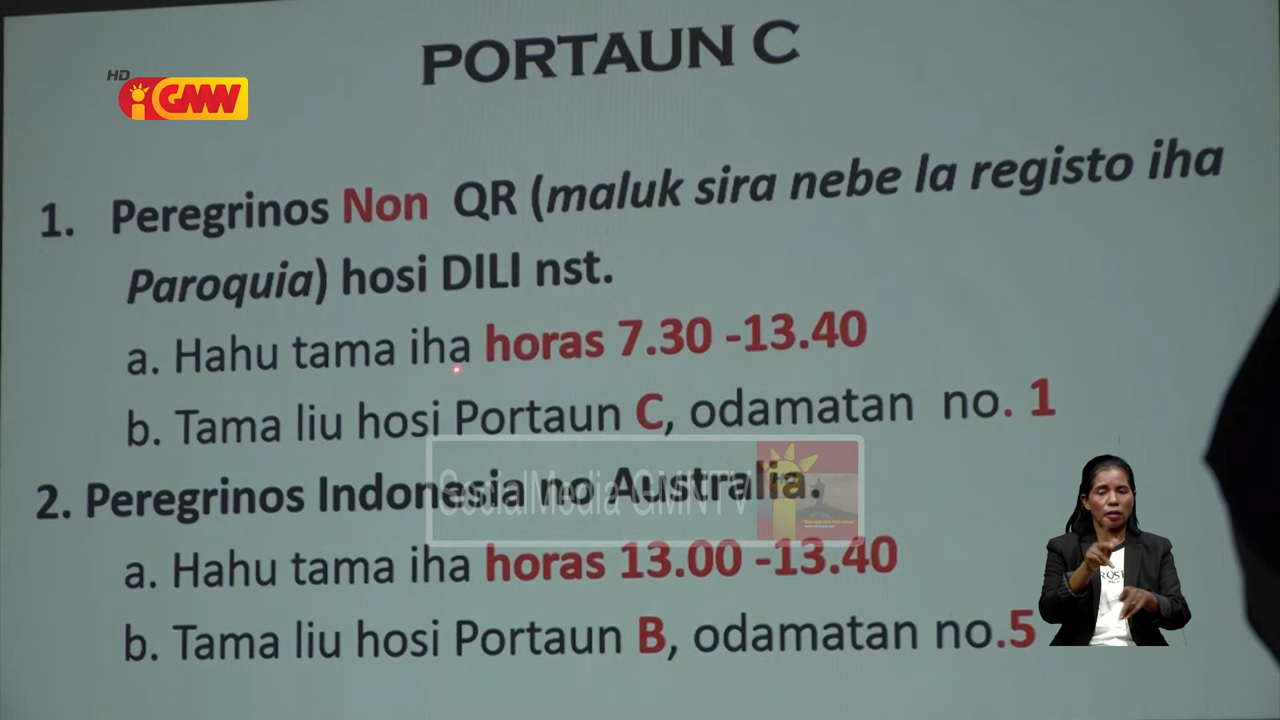 PORTAUN C
HD
GMN
1. Peregrinos Non QR (maluk sira nebe la registo iha
Paroquia) hosi DILI nst.
a. Hahu tama iha horas 7.30 -13.40
b. Tama liu hosi Portaun C, odamatan no. 1
2. Peregrinos Indonesia no Australia.
SocialMedia GMNTV
a. Hahu tama iha horas 13.00 -13.40
b. Tama liu hosi Portaun B, odamatan no.5